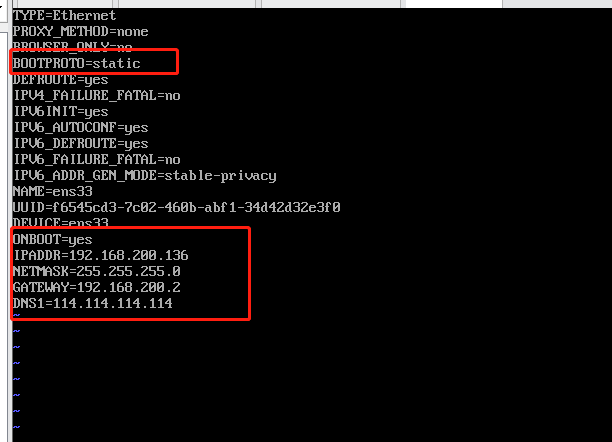 TYPE=Ethernet
PROXY_METHOD=none
BROWSER_ONLY=no
BOOTPROTO=static
DEFROUTE=yes
IPV4_FAILURE_FATAL=no
IPV6INIT=yes
IPV6_AUTOCONF=yes
IPV6_DEFROUTE=yes
IPV6_FAILURE_FATAL=no
IPV6_ADDR_GEN_MODE=stable-privacy
NAME=ens33
UUID=f6545cd3-7c02-460b-abf1-34d42d32e3f0
DEVICE=ens33
ONBOOT=yes
IPADDR=192.168.200.136
NETMASK=255.255.255.0
GATEWAY=192.168.200.2
DNS1=114.114.114.114
~
~
~
~
~
~
~
~